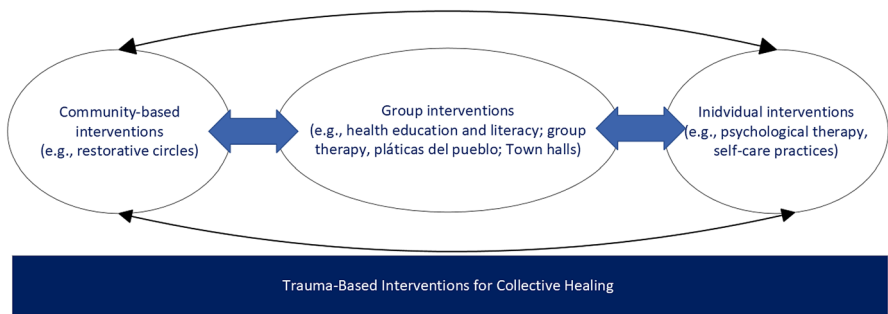 Community-based
interventions
(e.g., restorative circles)
Group interventions
(e.g., health education and literacy; group
therapy, pláticas del pueblo; Town halls)
Inidvidual interventions
(e.g., psychological therapy,
self-care practices)
Trauma-Based Interventions for Collective Healing